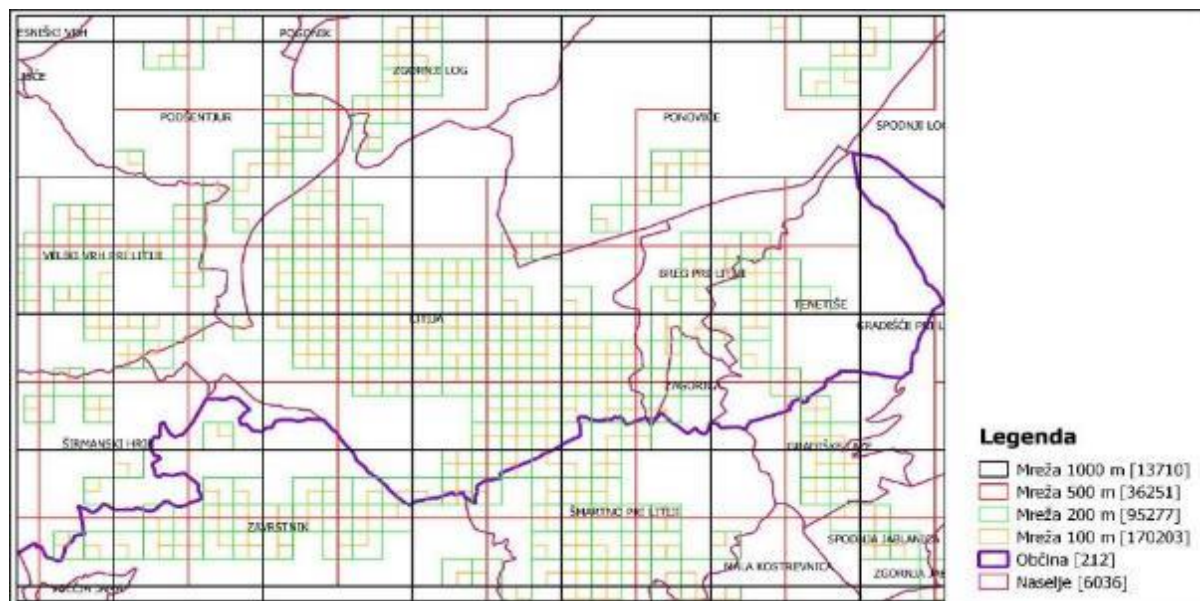 POGONIK
ZGORNJI LOG
PODŠENTJUR
PONOVIČE
SPODNJI LOG
VELIKI VRH PRI LITIJI
BREG PRI LITIJI
TENETIŠE
LITIJA
GRADIŠČE PRI L
ZAGORICA
ŠIRMANSKI HRIB
ZAVRSTNIK
ŠMARTNO PRI LITIJI
SPODNJA JABLANICA
MALA KOSTREVNICA
Legenda
Mreža 1000 m [13710]
Mreža 500 m [36251]
Mreža 200 m [95277]
Mreža 100 m [170203]
Občina [212]
Naselje [6036]